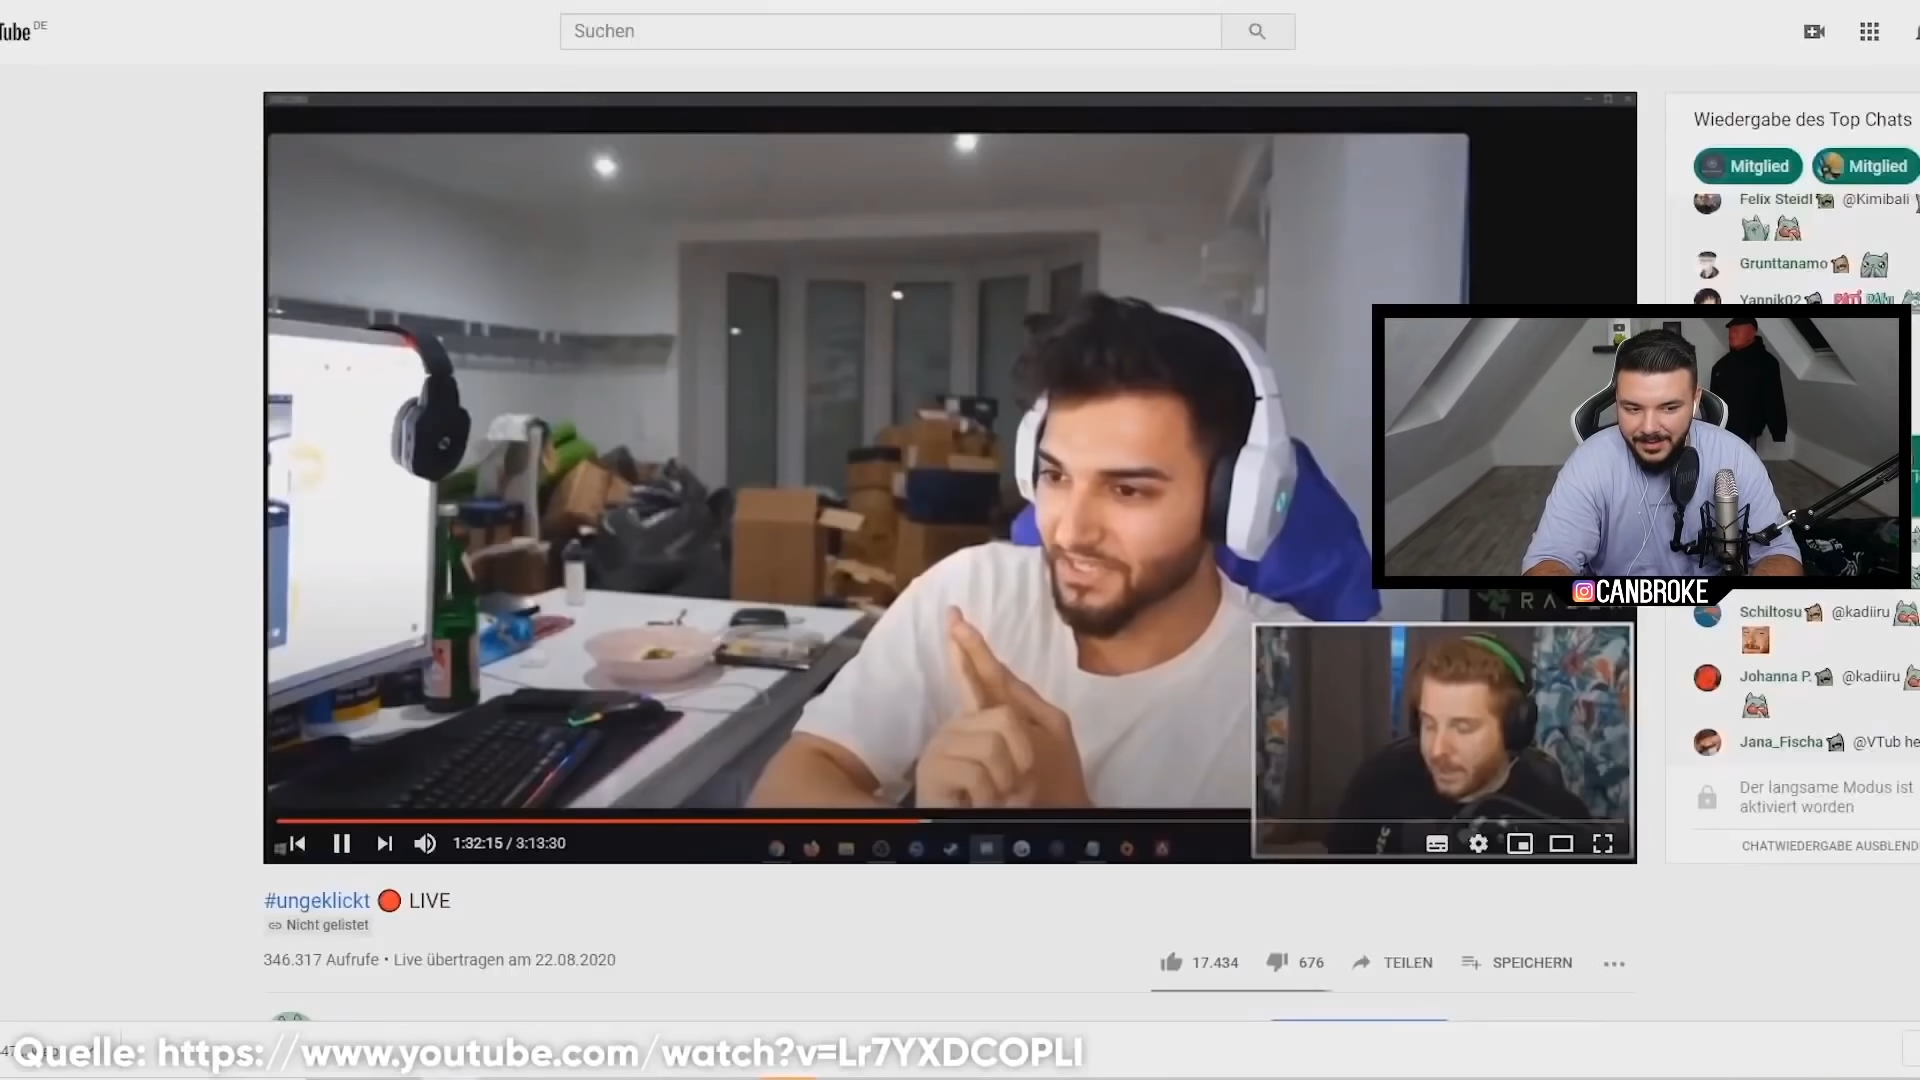 Tube DE
Suchen
Wiedergabe des Top Chats
Mitglied
Mitglied
Felix Steidl @Kimibali
Grunttanamo
Yannik02
CANBROKE
Schiltosu @kadiiru
Johanna P. @kadiiru
Jana_Fischa @VTub he
Der langsame Modus ist
aktiviert worden
CHATWIEDERGABE AUSBLEND
1:32:15 / 3:13:30
#ungeklickt LIVE
Nicht gelistet
346.317 Aufrufe • Live übertragen am 22.08.2020
17.434 676 TEILEN SPEICHERN
Quelle: https://www.youtube.com/watch?v=Lr7YXDCOPLI